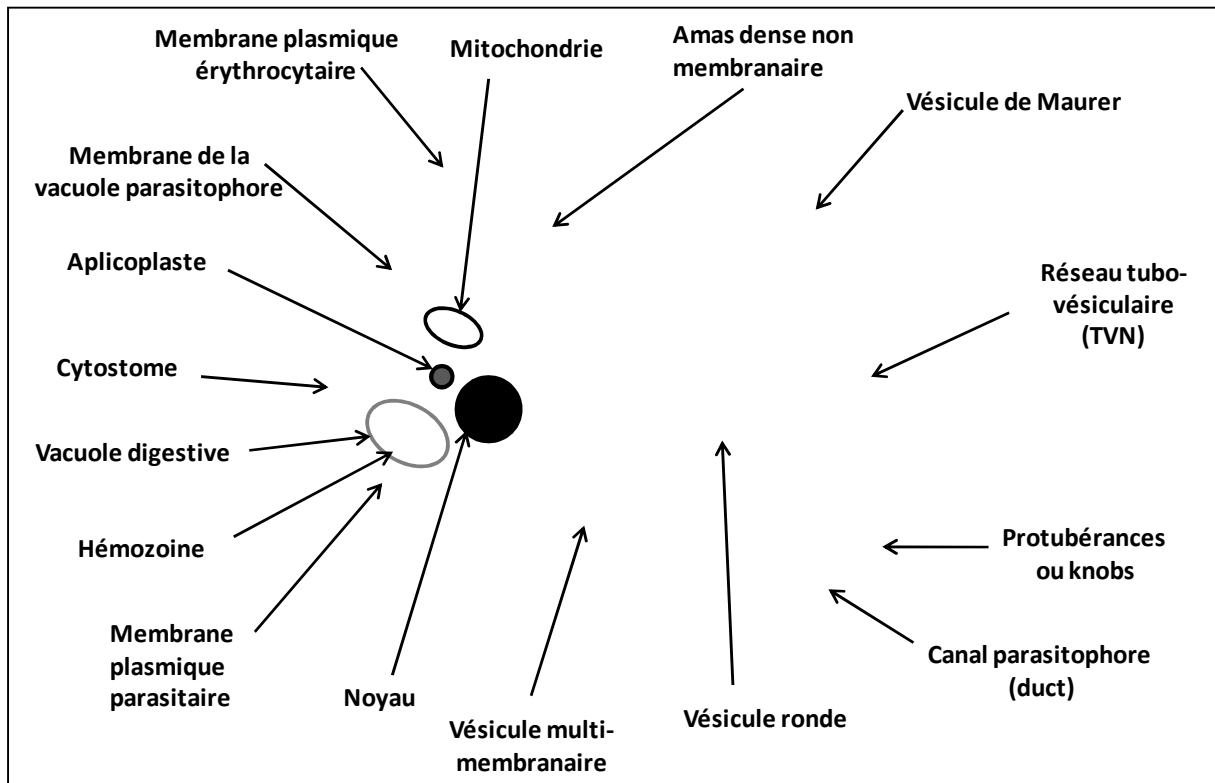 Membrane plasmique
érythrocytaire
Mitochondrie
Amas dense non
membranaire
Vésicule de Maurer
Membrane de la
vacuole parasitophore
Aplicoplaste
Réseau tubo-
vésiculaire
(TVN)
Cytostome
Vacuole digestive
Hémozoine
Protubérances
ou knobs
Membrane
plasmique
parasitaire
Noyau
Vésicule multi-
membranaire
Vésicule ronde
Canal parasitophore
(duct)